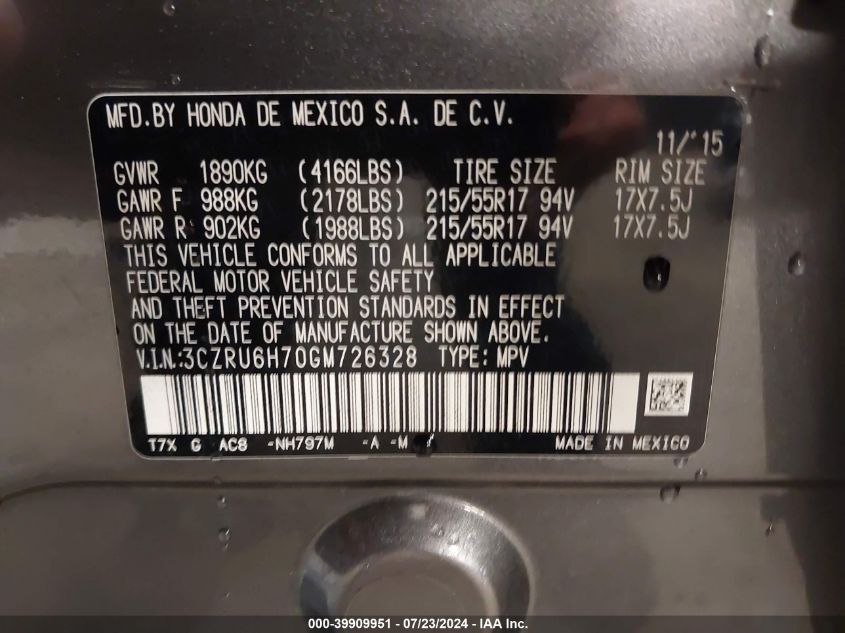 MFD.BY HONDA DE MEXICO S.A. DE C.V.
11/'15
GVWR 1890KG (4166LBS) TIRE SIZE RIM SIZE
GAWR F 988KG (2178LBS) 215/55R17 94V 17X7.5J
GAWR R 902KG (1988LBS) 215/55R17 94V 17X7.5J
THIS VEHICLE CONFORMS TO ALL APPLICABLE
FEDERAL MOTOR VEHICLE SAFETY
AND THEFT PREVENTION STANDARDS IN EFFECT
ON THE DATE OF MANUFACTURE SHOWN ABOVE.
V.I.N.:3CZRU6H70GM726328 TYPE: MPV
T7X G AC8 -NH797M -A -M MADE IN MEXICO
000-39909951 / 07/23/2024 - IAA Inc.